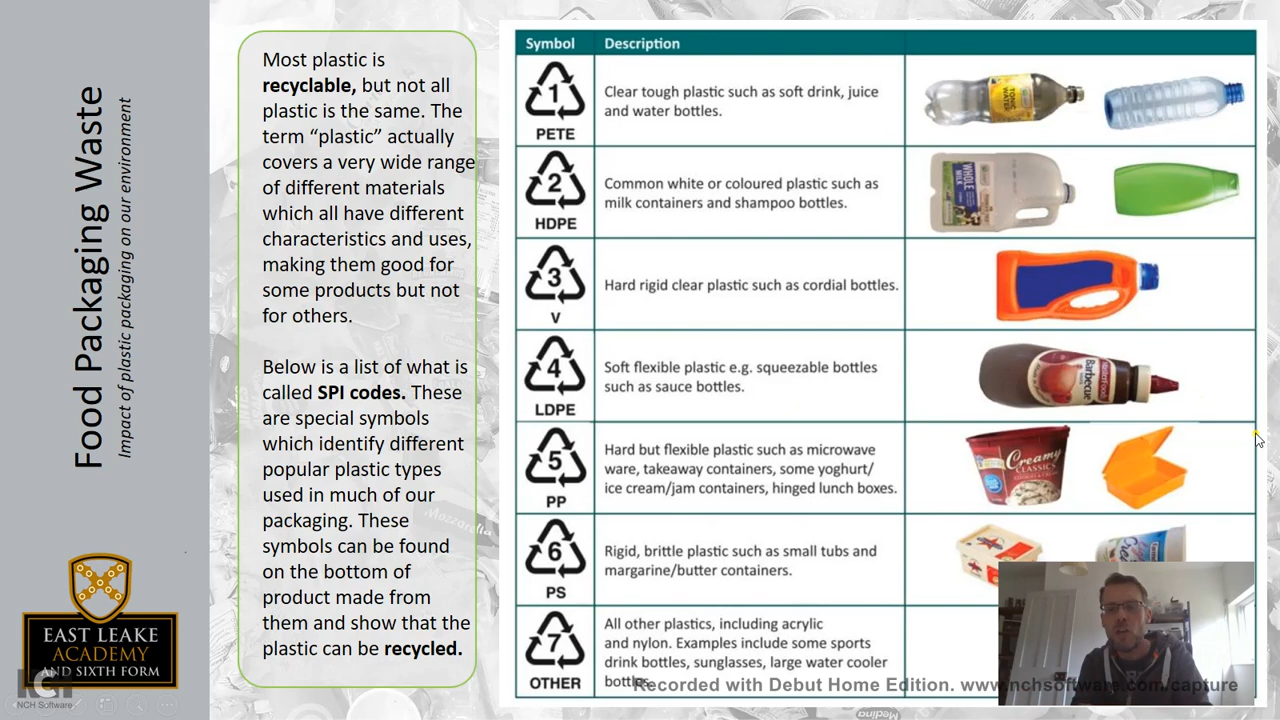 Food Packaging Waste
Impact of plastic packaging on our environment
Most plastic is
recyclable, but not all
plastic is the same. The
term “plastic” actually
covers a very wide range
of different materials
which all have different
characteristics and uses,
making them good for
some products but not
for others.
Below is a list of what is
called SPI codes. These
are special symbols
which identify different
popular plastic types
used in much of our
packaging. These
symbols can be found
on the bottom of
product made from
them and show that the
plastic can be recycled.
Symbol Description
1
PETE
Clear tough plastic such as soft drink, juice
and water bottles.
TONIC
WATER
2
HDPE
Common white or coloured plastic such as
milk containers and shampoo bottles.
WHOLE
MILK
3
V
Hard rigid clear plastic such as cordial bottles.
4
LDPE
Soft flexible plastic e.g. squeezable bottles
such as sauce bottles.
Barbecue
5
PP
Hard but flexible plastic such as microwave
ware, takeaway containers, some yoghurt/
ice cream/jam containers, hinged lunch boxes.
Creamy
CLASSICS
6
PS
Rigid, brittle plastic such as small tubs and
margarine/butter containers.
7
OTHER
All other plastics, including acrylic
and nylon. Examples include some sports
drink bottles, sunglasses, large water cooler
bottles.
Recorded with Debut Home Edition. www.nchsoftware.com/capture
EAST LEAKE
ACADEMY
AND SIXTH FORM
NCH
NCH Software
Mozzarella
Medina